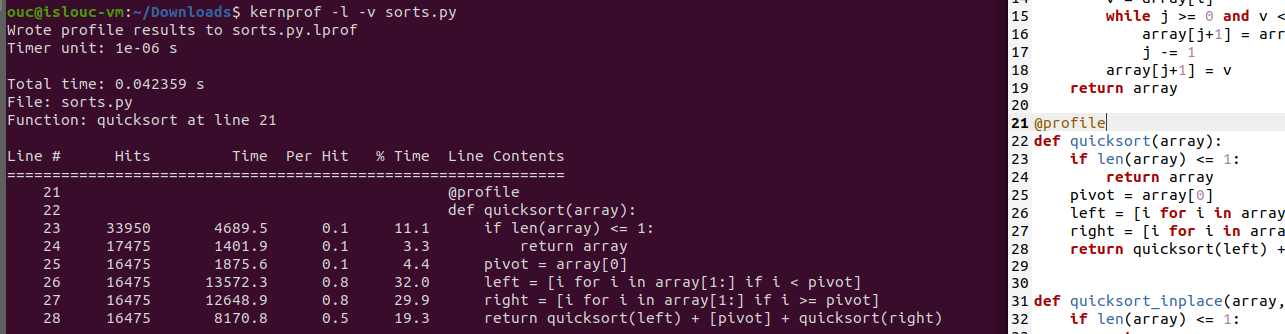 ouc@islouc-vm:~/Downloads$ kernprof -l -v sorts.py
Wrote profile results to sorts.py.lprof
Timer unit: 1e-06 s
Total time: 0.042359 s
File: sorts.py
Function: quicksort at line 21
Line #      Hits         Time  Per Hit   % Time  Line Contents
==============================================================
    21                                           @profile
    22                                           def quicksort(array):
    23     33950       4689.5      0.1     11.1      if len(array) <= 1:
    24     17475       1401.9      0.1      3.3          return array
    25     16475       1875.6      0.1      4.4      pivot = array[0]
    26     16475      13572.3      0.8     32.0      left = [i for i in array[1:] if i < pivot]
    27     16475      12648.9      0.8     29.9      right = [i for i in array[1:] if i >= pivot]
    28     16475       8170.8      0.5     19.3      return quicksort(left) + [pivot] + quicksort(right)
15         while j >= 0 and v <
16             array[j+1] = arr
17             j -= 1
18         array[j+1] = v
19     return array
20
21 @profile
22 def quicksort(array):
23     if len(array) <= 1:
24         return array
25     pivot = array[0]
26     left = [i for i in array
27     right = [i for i in arra
28     return quicksort(left) +
29
30
31 def quicksort_inplace(array,
32     if len(array) <= 1: